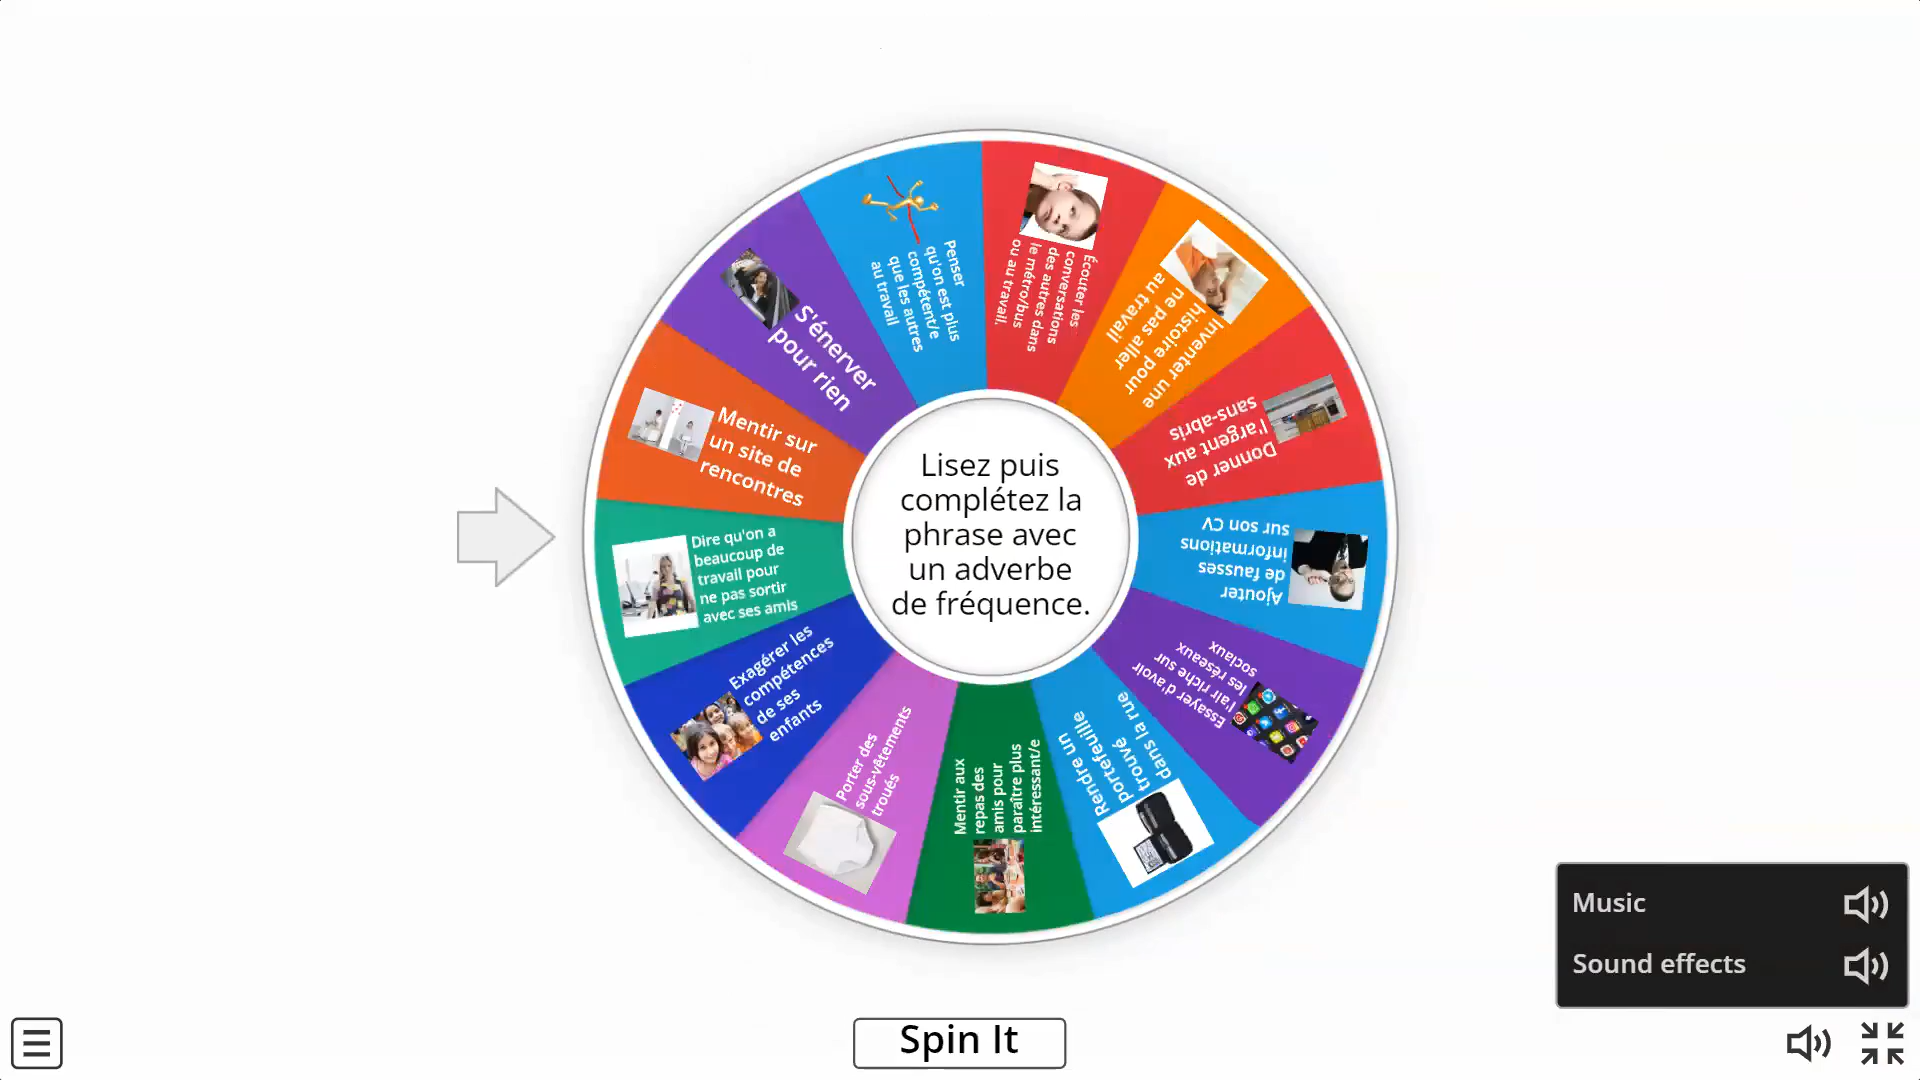 Penser
qu'on est plus
compétent/e
que les autres
au travail
Écouter les
conversations
des autres dans
le métro/bus
ou au travail.
Inventer une
histoire pour
ne pas aller
au travail
Donner de
l'argent aux
sans-abris
Ajouter
de fausses
informations
sur son CV
Essayer d'avoir
l'air riche sur
les réseaux
sociaux
Rendre un
portefeuille
trouvé
dans la rue
Mentir aux
repas des
amis pour
paraître plus
intéressant/e
Porter des
sous-vêtements
troués
Exagérer les
compétences
de ses
enfants
Dire qu'on a
beaucoup de
travail pour
ne pas sortir
avec ses amis
Mentir sur
un site de
rencontres
S'énerver
pour rien
Lisez puis
complétez la
phrase avec
un adverbe
de fréquence.
Music
Sound effects
Spin It